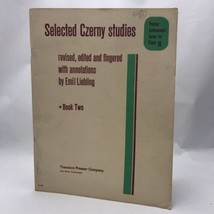 Selected Czerny studies
revised, edited and fingered
with annotations
by Emil Liebling
Book Two
Theodore Presser Company